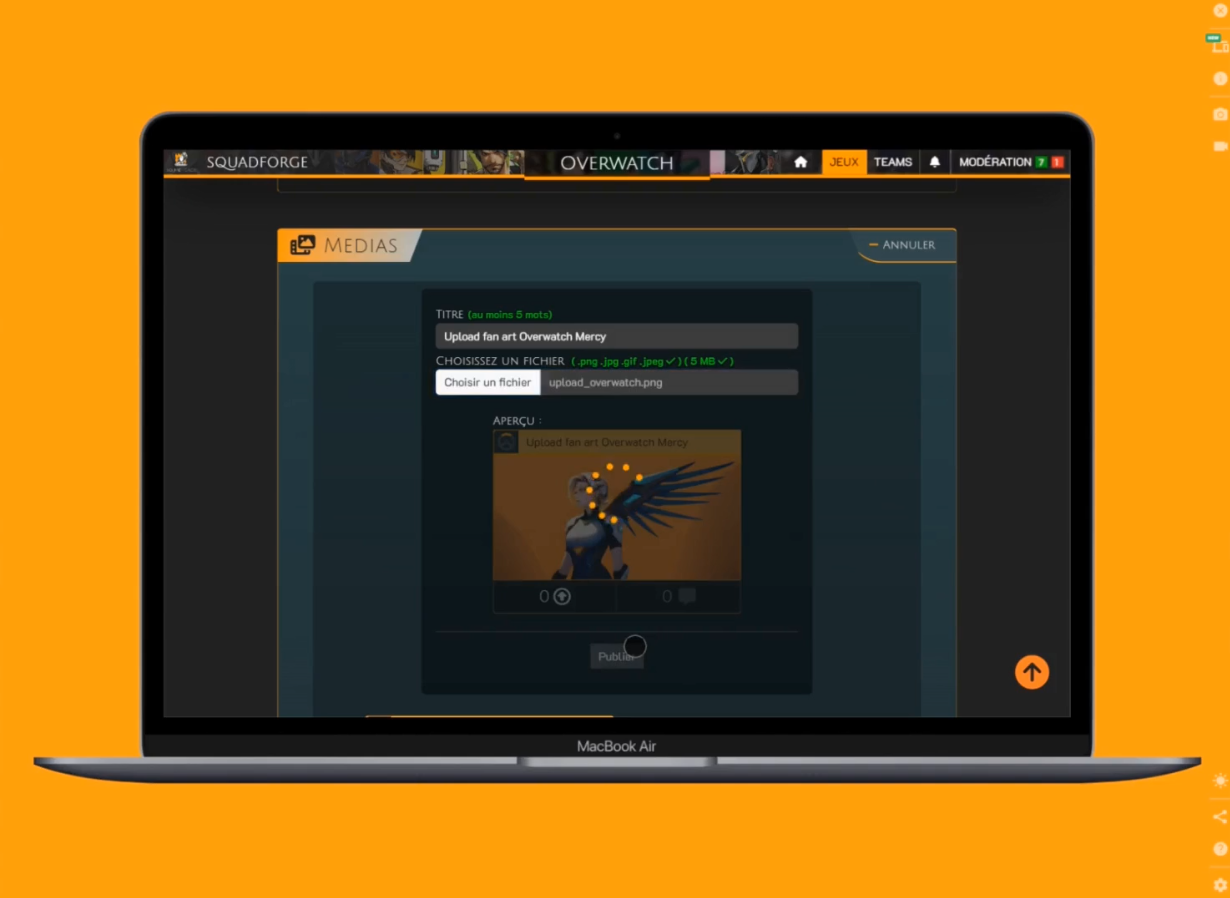 SQUADFORGE
OVERWATCH
JEUX
TEAMS
MODÉRATION 7 1
MEDIAS
— ANNULER
TITRE (au moins 5 mots)
Upload fan art Overwatch Mercy
CHOISISSEZ UN FICHIER ( .png .jpg .gif .jpeg ✓ ) ( 5 MB ✓ )
Choisir un fichier upload_overwatch.png
APERÇU :
Upload fan art Overwatch Mercy
0 0
Publier
MacBook Air